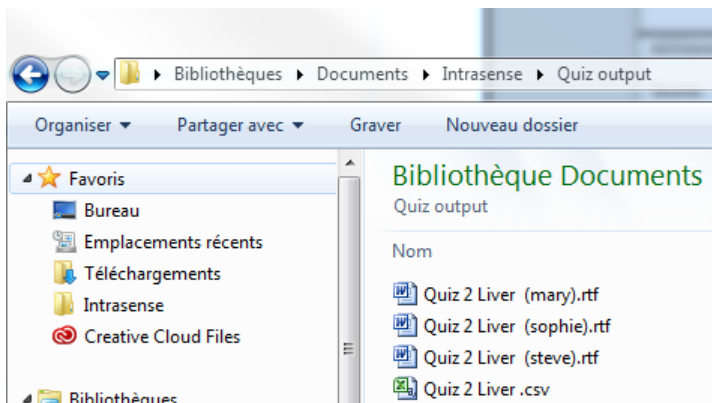 Bibliothèques Documents Intrasense Quiz output
Organiser Partager avec Graver Nouveau dossier
Favoris
Bureau
Emplacements récents
Téléchargements
Intrasense
Creative Cloud Files
Bibliothèques
Bibliothèque Documents
Quiz output
Nom
Quiz 2 Liver (mary).rtf
Quiz 2 Liver (sophie).rtf
Quiz 2 Liver (steve).rtf
Quiz 2 Liver .csv